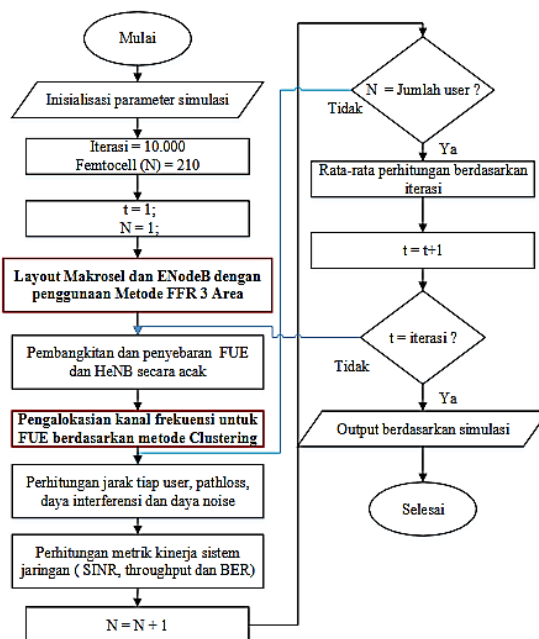 Mulai
Inisialisasi parameter simulasi
Iterasi = 10.000
Femtocell (N) = 210
t = 1;
N = 1;
Layout Makrosel dan ENodeB dengan
penggunaan Metode FFR 3 Area
Pembangkitan dan penyebaran FUE
dan HeNB secara acak
Pengalokasian kanal frekuensi untuk
FUE berdasarkan metode Clustering
Perhitungan jarak tiap user, pathloss,
daya interferensi dan daya noise
Perhitungan metrik kinerja sistem
jaringan ( SINR, throughput dan BER)
N = N + 1
N = Jumlah user ?
Tidak
Ya
Rata-rata perhitungan berdasarkan
iterasi
t = t+1
t = iterasi ?
Tidak
Ya
Output berdasarkan simulasi
Selesai